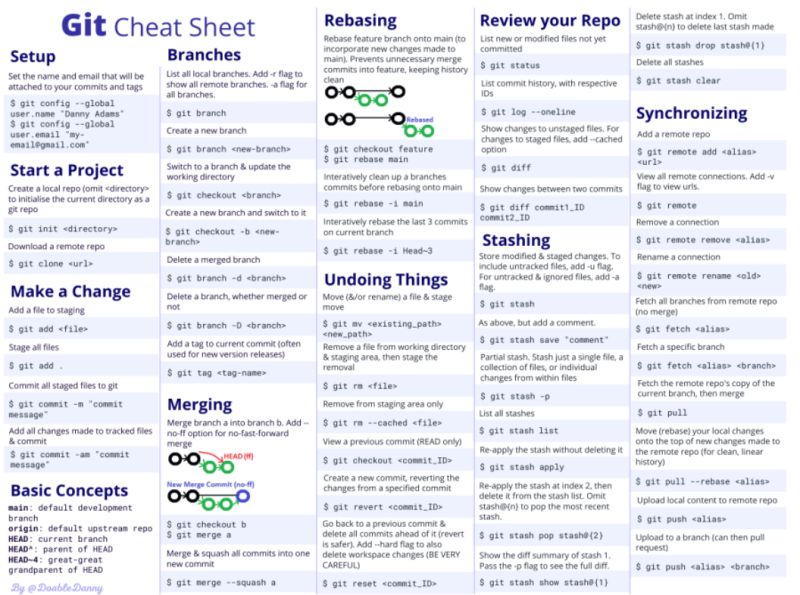 Git Cheat Sheet
Setup
Set the name and email that will be
attached to your commits and tags
$ git config --global
user.name "Danny Adams"
$ git config --global
user.email "my-
email@gmail.com"
Start a Project
Create a local repo (omit <directory>
to initialise the current directory as a
git repo
$ git init <directory>
Download a remote repo
$ git clone <url>
Make a Change
Add a file to staging
$ git add <file>
Stage all files
$ git add .
Commit all staged files to git
$ git commit -m "commit
message"
Add all changes made to tracked files
& commit
$ git commit -am "commit
message"
Basic Concepts
main: default development
branch
origin: default upstream repo
HEAD: current branch
HEAD^: parent of HEAD
HEAD~4: great-great
grandparent of HEAD
By @DoableDanny
Branches
List all local branches. Add -r flag to
show all remote branches. -a flag for
all branches.
$ git branch
Create a new branch
$ git branch <new-branch>
Switch to a branch & update the
working directory
$ git checkout <branch>
Create a new branch and switch to it
$ git checkout -b <new-
branch>
Delete a merged branch
$ git branch -d <branch>
Delete a branch, whether merged or
not
$ git branch -D <branch>
Add a tag to current commit (often
used for new version releases)
$ git tag <tag-name>
Merging
Merge branch a into branch b. Add --
no-ff option for no-fast-forward
merge
HEAD (ff)
New Merge Commit (no-ff)
$ git checkout b
$ git merge a
Merge & squash all commits into one
new commit
$ git merge --squash a
Rebasing
Rebase feature branch onto main (to
incorporate new changes made to
main). Prevents unnecessary merge
commits into feature, keeping history
clean
Rebased
$ git checkout feature
$ git rebase main
Interatively clean up a branches
commits before rebasing onto main
$ git rebase -i main
Interatively rebase the last 3 commits
on current branch
$ git rebase -i Head~3
Undoing Things
Move (&/or rename) a file & stage
move
$ git mv <existing_path>
<new_path>
Remove a file from working directory
& staging area, then stage the
removal
$ git rm <file>
Remove from staging area only
$ git rm --cached <file>
View a previous commit (READ only)
$ git checkout <commit_ID>
Create a new commit, reverting the
changes from a specified commit
$ git revert <commit_ID>
Go back to a previous commit &
delete all commits ahead of it (revert
is safer). Add --hard flag to also
delete workspace changes (BE VERY
CAREFUL)
$ git reset <commit_ID>
Review your Repo
List new or modified files not yet
committed
$ git status
List commit history, with respective
IDs
$ git log --oneline
Show changes to unstaged files. For
changes to staged files, add --cached
option
$ git diff
Show changes between two commits
$ git diff commit1_ID
commit2_ID
Stashing
Store modified & staged changes. To
include untracked files, add -u flag.
For untracked & ignored files, add -a
flag.
$ git stash
As above, but add a comment.
$ git stash save "comment"
Partial stash. Stash just a single file, a
collection of files, or individual
changes from within files
$ git stash -p
List all stashes
$ git stash list
Re-apply the stash without deleting it
$ git stash apply
Re-apply the stash at index 2, then
delete it from the stash list. Omit
stash@{n} to pop the most recent
stash.
$ git stash pop stash@{2}
Show the diff summary of stash 1.
Pass the -p flag to see the full diff.
$ git stash show stash@{1}
Delete stash at index 1. Omit
stash@{n} to delete last stash made
$ git stash drop stash@{1}
Delete all stashes
$ git stash clear
Synchronizing
Add a remote repo
$ git remote add <alias>
<url>
View all remote connections. Add -v
flag to view urls.
$ git remote
Remove a connection
$ git remote remove <alias>
Rename a connection
$ git remote rename <old>
<new>
Fetch all branches from remote repo
(no merge)
$ git fetch <alias>
Fetch a specific branch
$ git fetch <alias> <branch>
Fetch the remote repo's copy of the
current branch, then merge
$ git pull
Move (rebase) your local changes
onto the top of new changes made to
the remote repo (for clean, linear
history)
$ git pull --rebase <alias>
Upload local content to remote repo
$ git push <alias>
Upload to a branch (can then pull
request)
$ git push <alias> <branch>